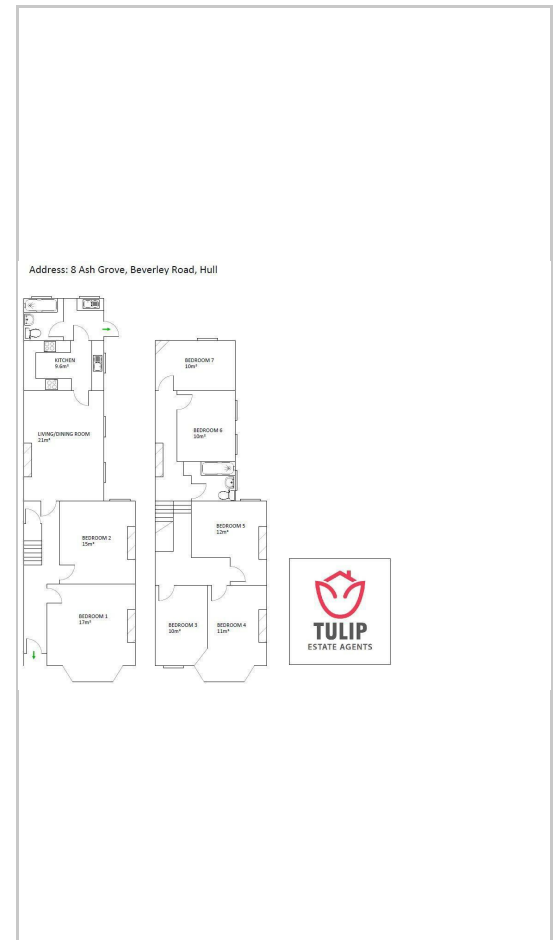 Address: 8 Ash Grove, Beverley Road, Hull
KITCHEN
9.6m²
LIVING/DINING ROOM
21m²
BEDROOM 2
15m²
BEDROOM 1
17m²
BEDROOM 7
10m²
BEDROOM 6
10m²
BEDROOM 5
12m²
BEDROOM 3
10m²
BEDROOM 4
11m²
TULIP
ESTATE AGENTS